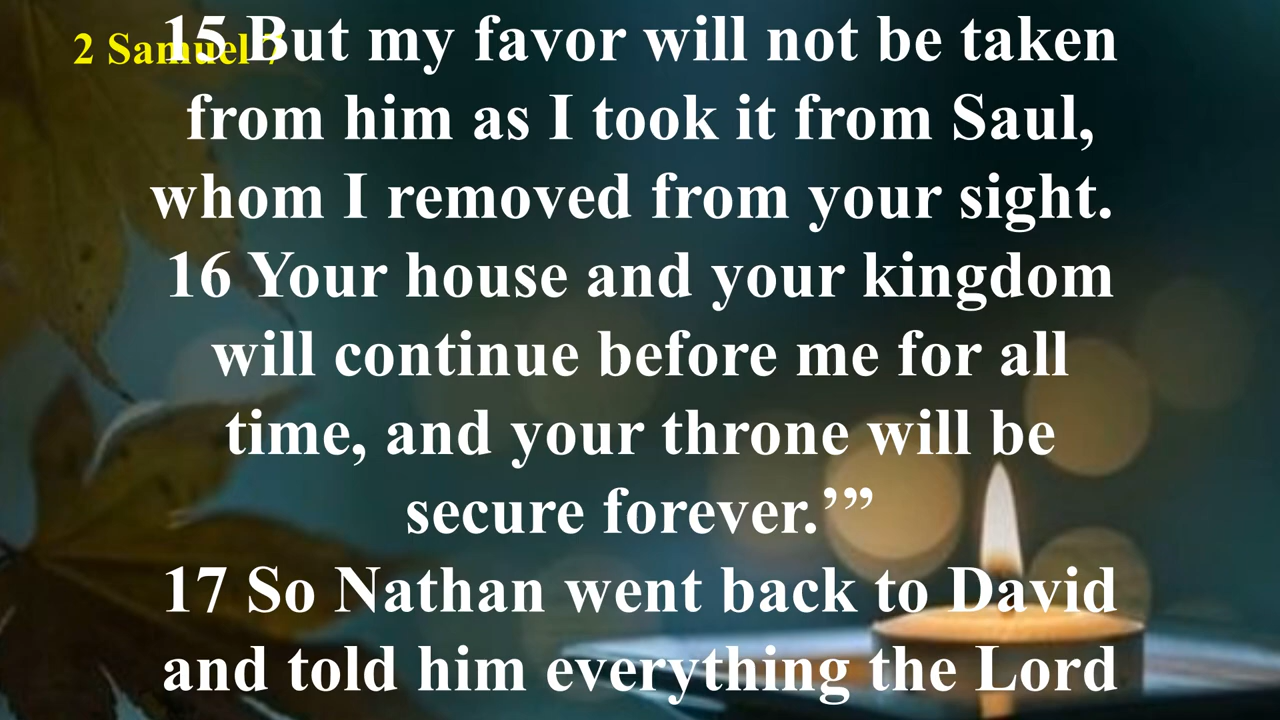 2 Samuel 7
15 But my favor will not be taken
from him as I took it from Saul,
whom I removed from your sight.
16 Your house and your kingdom
will continue before me for all
time, and your throne will be
secure forever.’”
17 So Nathan went back to David
and told him everything the Lord